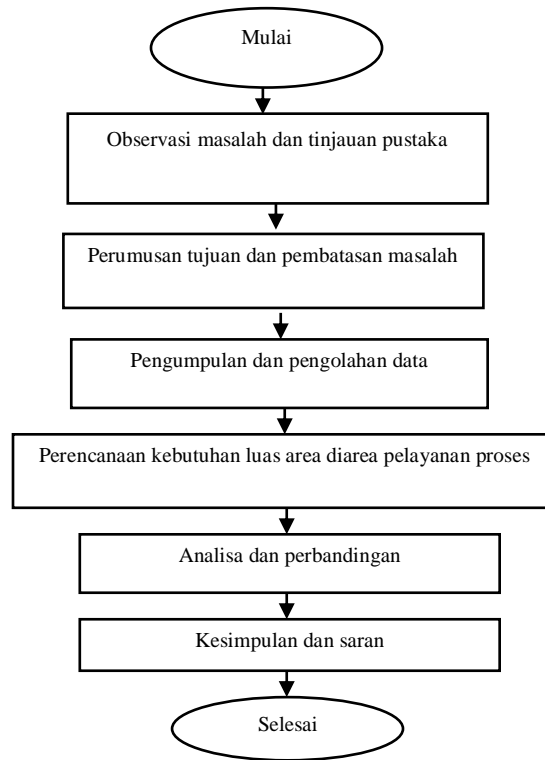 Mulai
Observasi masalah dan tinjauan pustaka
Perumusan tujuan dan pembatasan masalah
Pengumpulan dan pengolahan data
Perencanaan kebutuhan luas area diarea pelayanan proses
Analisa dan perbandingan
Kesimpulan dan saran
Selesai